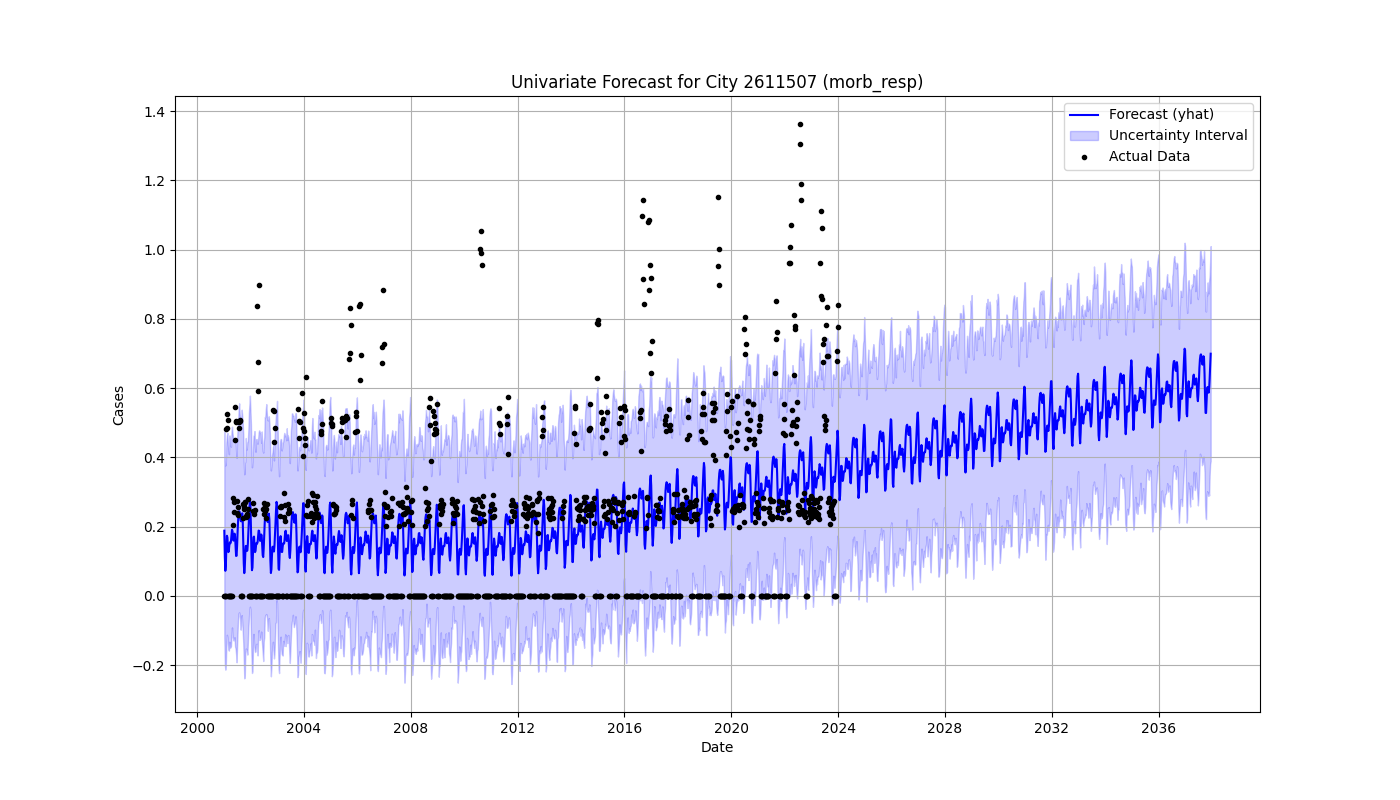 Univariate Forecast for City 2611507 (morb_resp)
Forecast (yhat)
Uncertainty Interval
Actual Data
1.4
1.2
1.0
0.8
0.6
0.4
0.2
0.0
−0.2
Cases
2000 2004 2008 2012 2016 2020 2024 2028 2032 2036
Date